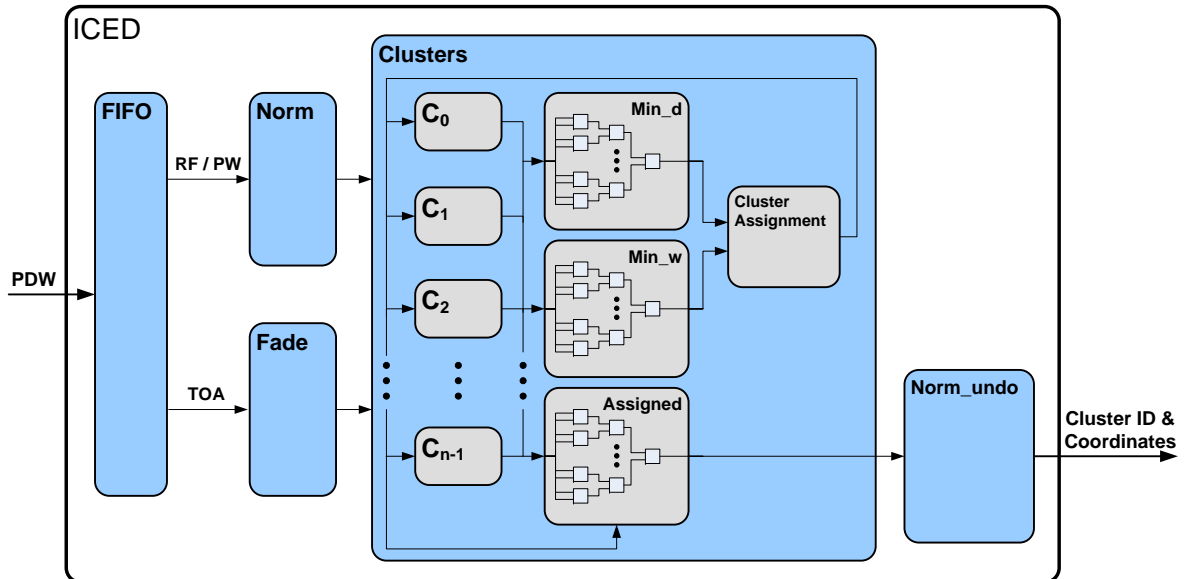 ICED
Clusters
FIFO
Norm
C0
Min_d
RF / PW
C1
Cluster
Assignment
Min_w
PDW
C2
Fade
TOA
Assigned
Norm_undo
Cn-1
Cluster ID &
Coordinates